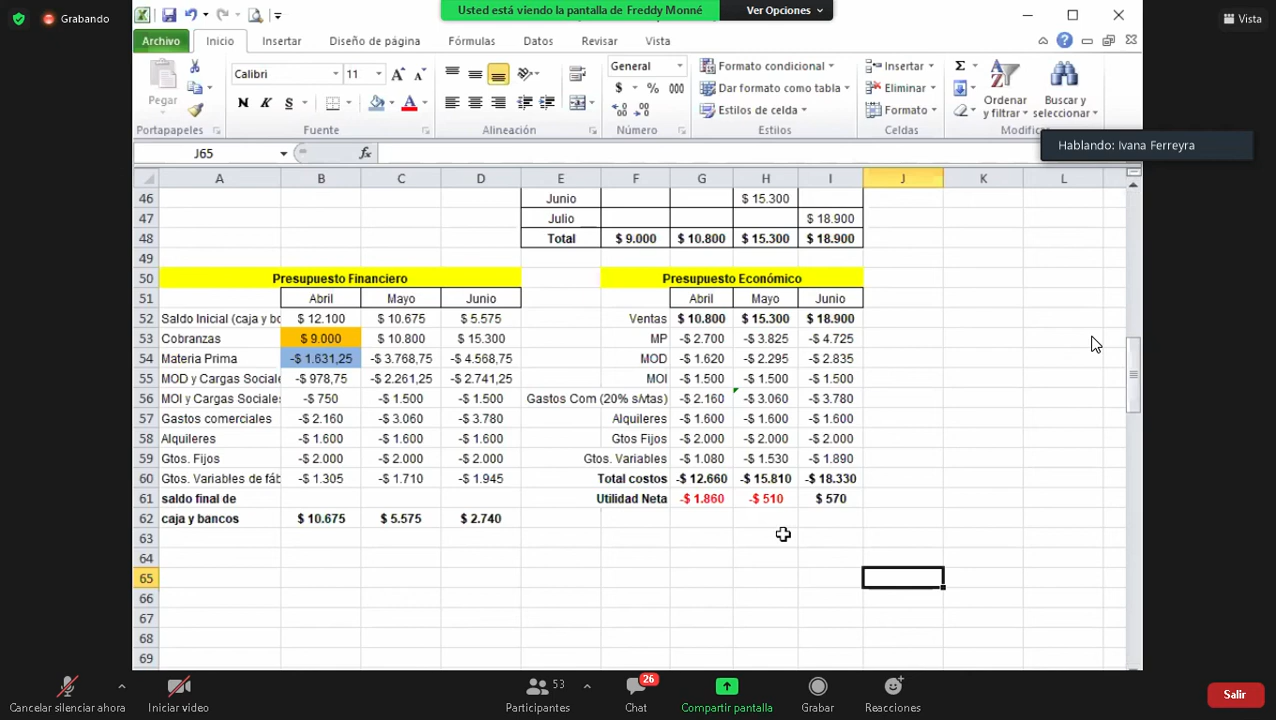 Grabando
Usted está viendo la pantalla de Freddy Monné
Ver Opciones
Vista
Archivo Inicio Insertar Diseño de página Fórmulas Datos Revisar Vista
Pegar
Portapapeles
Calibri 11
N K S
Fuente
Alineación
General
$ % 000
Número
Formato condicional
Dar formato como tabla
Estilos de celda
Estilos
Insertar
Eliminar
Formato
Celdas
Σ
Ordenar y filtrar
Buscar y seleccionar
Modificar
Hablando: Ivana Ferreyra
J65 fx
A B C D E F G H I J K L
46 Junio $ 15.300
47 Julio $ 18.900
48 Total $ 9.000 $ 10.800 $ 15.300 $ 18.900
49
50 Presupuesto Financiero Presupuesto Económico
51 Abril Mayo Junio Abril Mayo Junio
52 Saldo Inicial (caja y bo $ 12.100 $ 10.675 $ 5.575 Ventas $ 10.800 $ 15.300 $ 18.900
53 Cobranzas $ 9.000 $ 10.800 $ 15.300 MP -$ 2.700 -$ 3.825 -$ 4.725
54 Materia Prima -$ 1.631,25 -$ 3.768,75 -$ 4.568,75 MOD -$ 1.620 -$ 2.295 -$ 2.835
55 MOD y Cargas Sociale -$ 978,75 -$ 2.261,25 -$ 2.741,25 MOI -$ 1.500 -$ 1.500 -$ 1.500
56 MOI y Cargas Sociales -$ 750 -$ 1.500 -$ 1.500 Gastos Com (20% s/vtas) -$ 2.160 -$ 3.060 -$ 3.780
57 Gastos comerciales -$ 2.160 -$ 3.060 -$ 3.780 Alquileres -$ 1.600 -$ 1.600 -$ 1.600
58 Alquileres -$ 1.600 -$ 1.600 -$ 1.600 Gtos Fijos -$ 2.000 -$ 2.000 -$ 2.000
59 Gtos. Fijos -$ 2.000 -$ 2.000 -$ 2.000 Gtos. Variables -$ 1.080 -$ 1.530 -$ 1.890
60 Gtos. Variables de fáb -$ 1.305 -$ 1.710 -$ 1.945 Total costos -$ 12.660 -$ 15.810 -$ 18.330
61 saldo final de Utilidad Neta -$ 1.860 -$ 510 $ 570
62 caja y bancos $ 10.675 $ 5.575 $ 2.740
63
64
65
66
67
68
69
Cancelar silenciar ahora
Iniciar video
53
Participantes
26
Chat
Compartir pantalla
Grabar
Reacciones
Salir